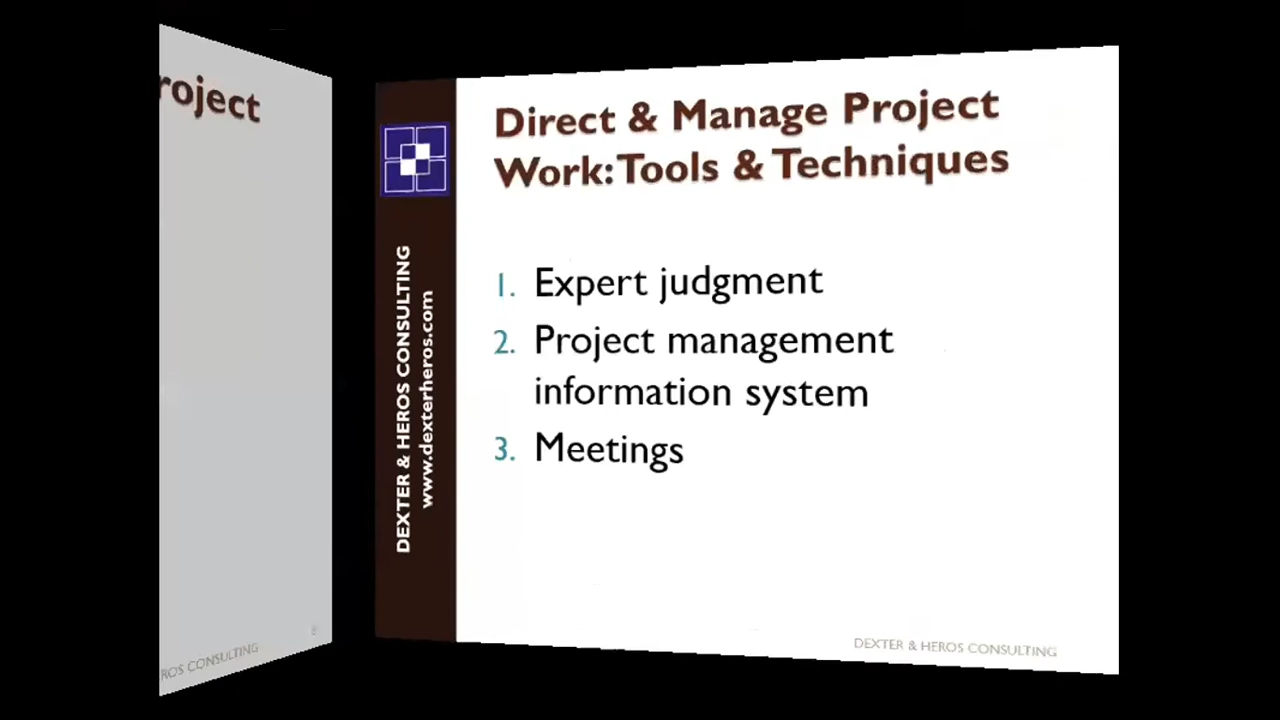 roject
ROS CONSULTING
Direct & Manage Project
Work: Tools & Techniques
1. Expert judgment
2. Project management
information system
3. Meetings
DEXTER & HEROS CONSULTING
www.dexterheros.com
DEXTER & HEROS CONSULTING